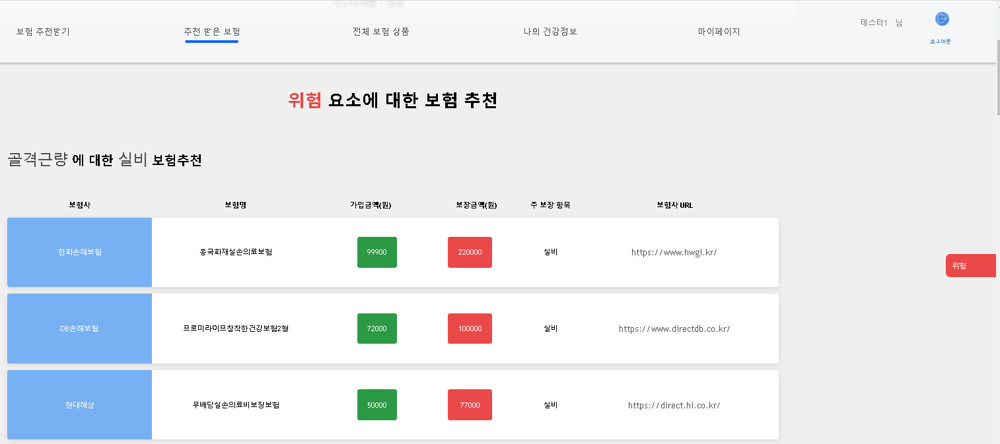 보험 추천받기 추천 받은 보험 전체 보험 상품 나의 건강정보 마이페이지 테스터1 님
로그아웃
위험 요소에 대한 보험 추천
골격근량 에 대한 실비 보험추천
보험사 보험명 가입금액(원) 보장금액(원) 주 보장 항목 보험사 URL
한화손해보험 흥국화재실손의료보험 99900 220000 실비 https://www.hwgi.kr/
위험
DB손해보험 프로미라이프참착한건강보험2형 72000 100000 실비 https://www.directdb.co.kr/
현대해상 무배당실손의료비보장보험 50000 77000 실비 https://direct.hi.co.kr/